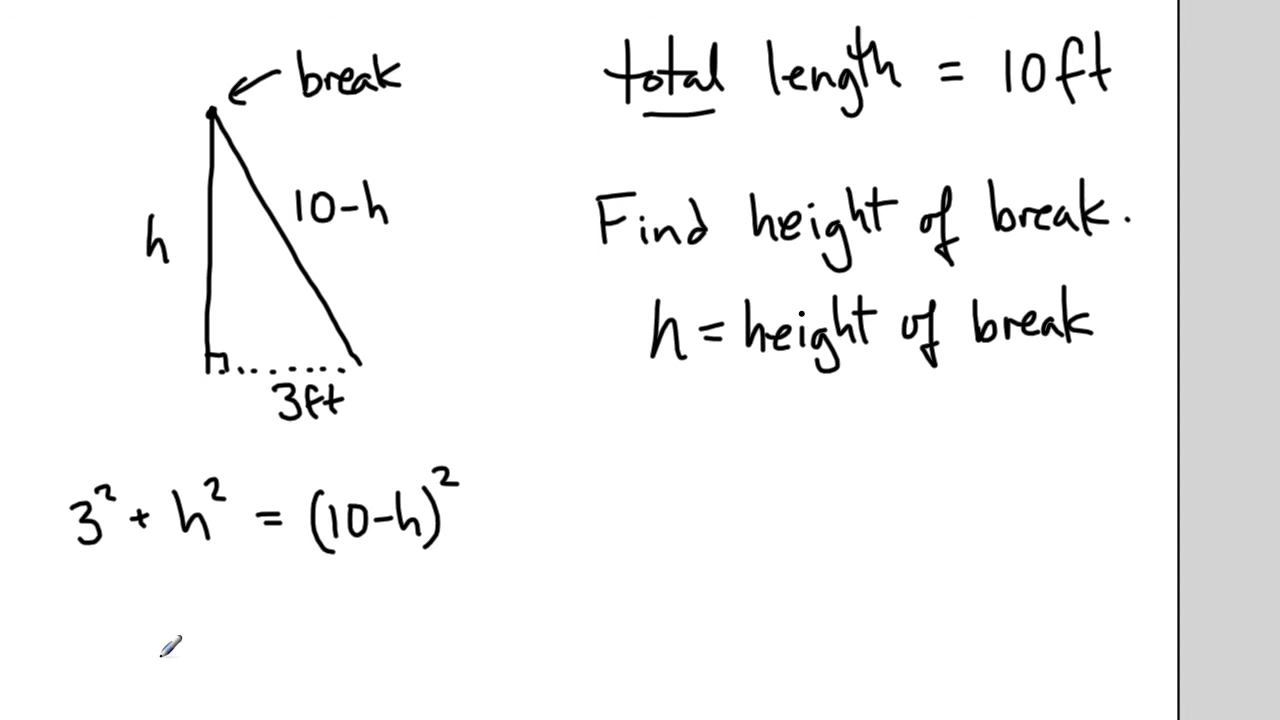 break
total length = 10ft
h
10-h
Find height of break.
h = height of break
3ft
3² + h² = (10-h)²